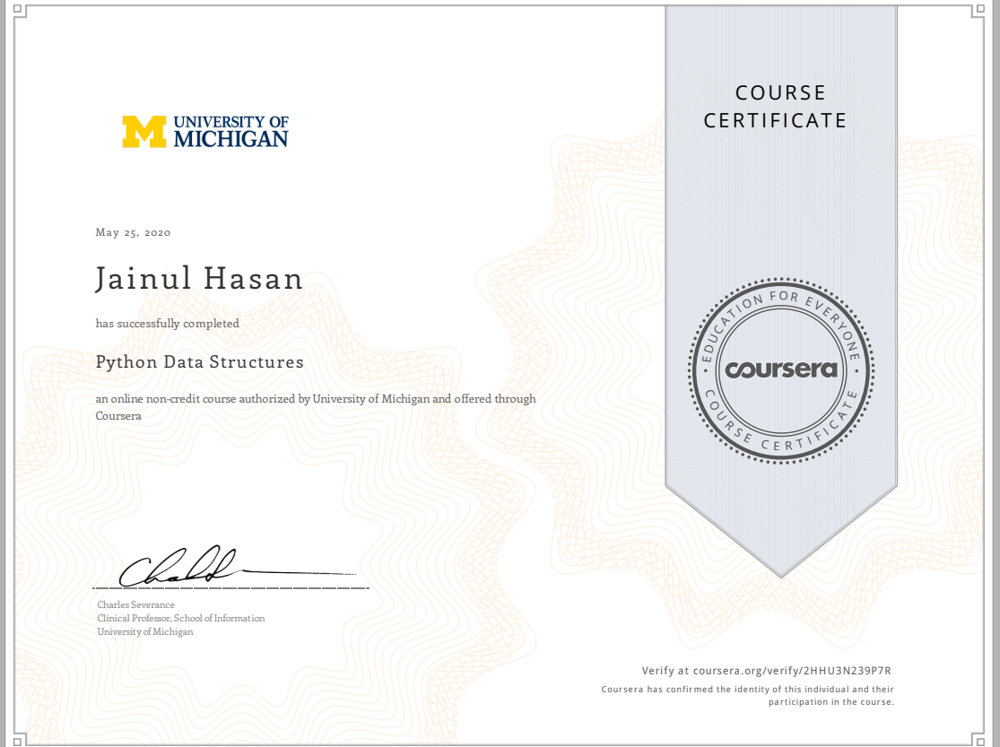 COURSE
CERTIFICATE
UNIVERSITY OF
MICHIGAN
May 25, 2020
Jainul Hasan
has successfully completed
Python Data Structures
an online non-credit course authorized by University of Michigan and offered through
Coursera
EDUCATION FOR EVERYONE
coursera
COURSE CERTIFICATE
Charles Severance
Clinical Professor, School of Information
University of Michigan
Verify at coursera.org/verify/2HHU3N239P7R
Coursera has confirmed the identity of this individual and their
participation in the course.